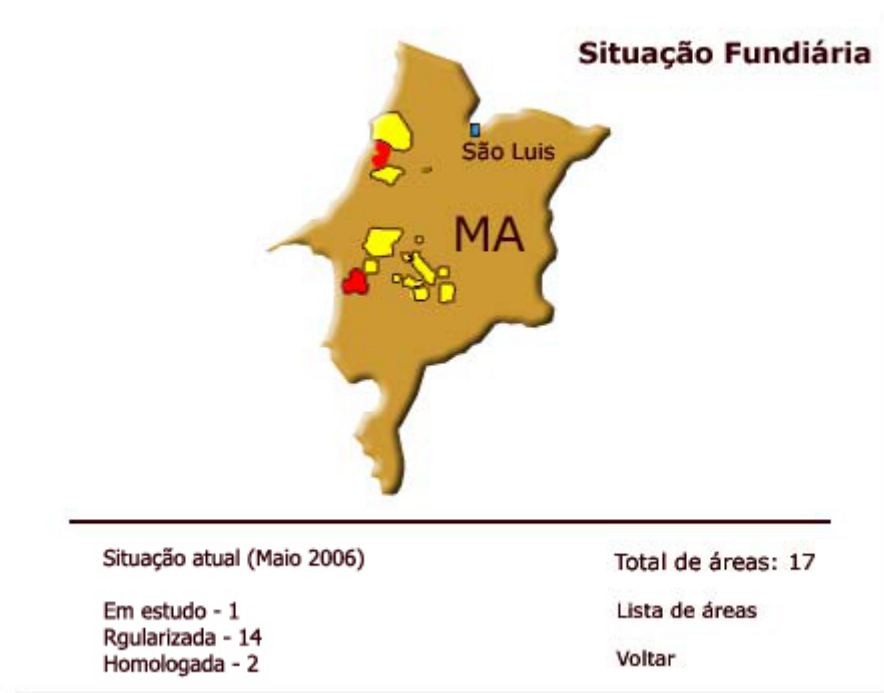 Situação Fundiária
São Luis
MA
Situação atual (Maio 2006)
Total de áreas: 17
Em estudo - 1
Lista de áreas
Rgularizada - 14
Homologada - 2
Voltar